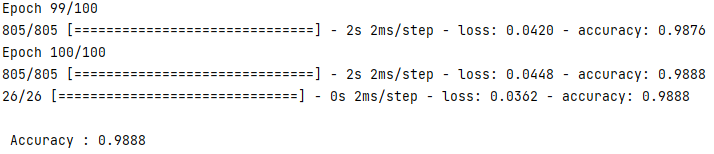 Epoch 99/100
805/805 [==============================] - 2s 2ms/step - loss: 0.0420 - accuracy: 0.9876
Epoch 100/100
805/805 [==============================] - 2s 2ms/step - loss: 0.0448 - accuracy: 0.9888
26/26 [==============================] - 0s 2ms/step - loss: 0.0362 - accuracy: 0.9888
Accuracy : 0.9888